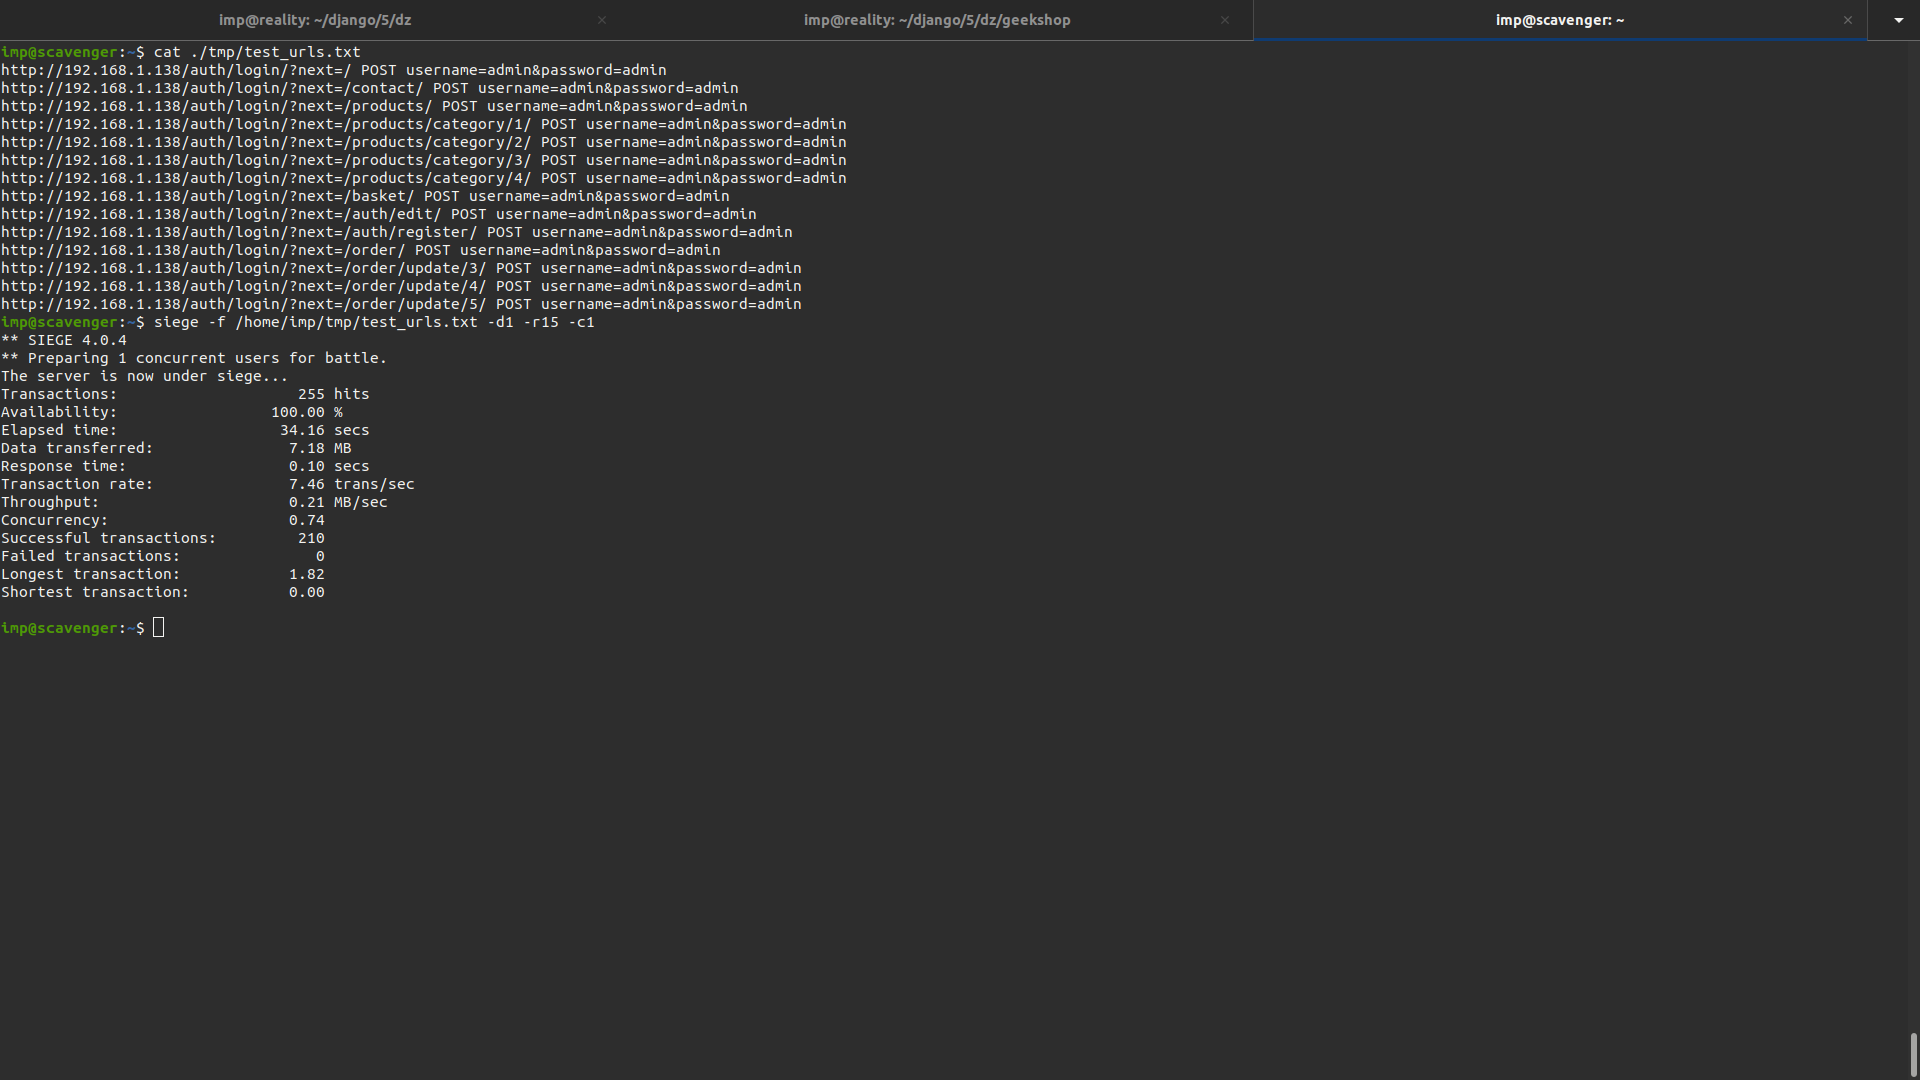 imp@reality: ~/django/5/dz × imp@reality: ~/django/5/dz/geekshop × imp@scavenger: ~ ×
imp@scavenger:~$ cat ./tmp/test_urls.txt
http://192.168.1.138/auth/login/?next=/ POST username=admin&password=admin
http://192.168.1.138/auth/login/?next=/contact/ POST username=admin&password=admin
http://192.168.1.138/auth/login/?next=/products/ POST username=admin&password=admin
http://192.168.1.138/auth/login/?next=/products/category/1/ POST username=admin&password=admin
http://192.168.1.138/auth/login/?next=/products/category/2/ POST username=admin&password=admin
http://192.168.1.138/auth/login/?next=/products/category/3/ POST username=admin&password=admin
http://192.168.1.138/auth/login/?next=/products/category/4/ POST username=admin&password=admin
http://192.168.1.138/auth/login/?next=/basket/ POST username=admin&password=admin
http://192.168.1.138/auth/login/?next=/auth/edit/ POST username=admin&password=admin
http://192.168.1.138/auth/login/?next=/auth/register/ POST username=admin&password=admin
http://192.168.1.138/auth/login/?next=/order/ POST username=admin&password=admin
http://192.168.1.138/auth/login/?next=/order/update/3/ POST username=admin&password=admin
http://192.168.1.138/auth/login/?next=/order/update/4/ POST username=admin&password=admin
http://192.168.1.138/auth/login/?next=/order/update/5/ POST username=admin&password=admin
imp@scavenger:~$ siege -f /home/imp/tmp/test_urls.txt -d1 -r15 -c1
** SIEGE 4.0.4
** Preparing 1 concurrent users for battle.
The server is now under siege...
Transactions: 255 hits
Availability: 100.00 %
Elapsed time: 34.16 secs
Data transferred: 7.18 MB
Response time: 0.10 secs
Transaction rate: 7.46 trans/sec
Throughput: 0.21 MB/sec
Concurrency: 0.74
Successful transactions: 210
Failed transactions: 0
Longest transaction: 1.82
Shortest transaction: 0.00
imp@scavenger:~$